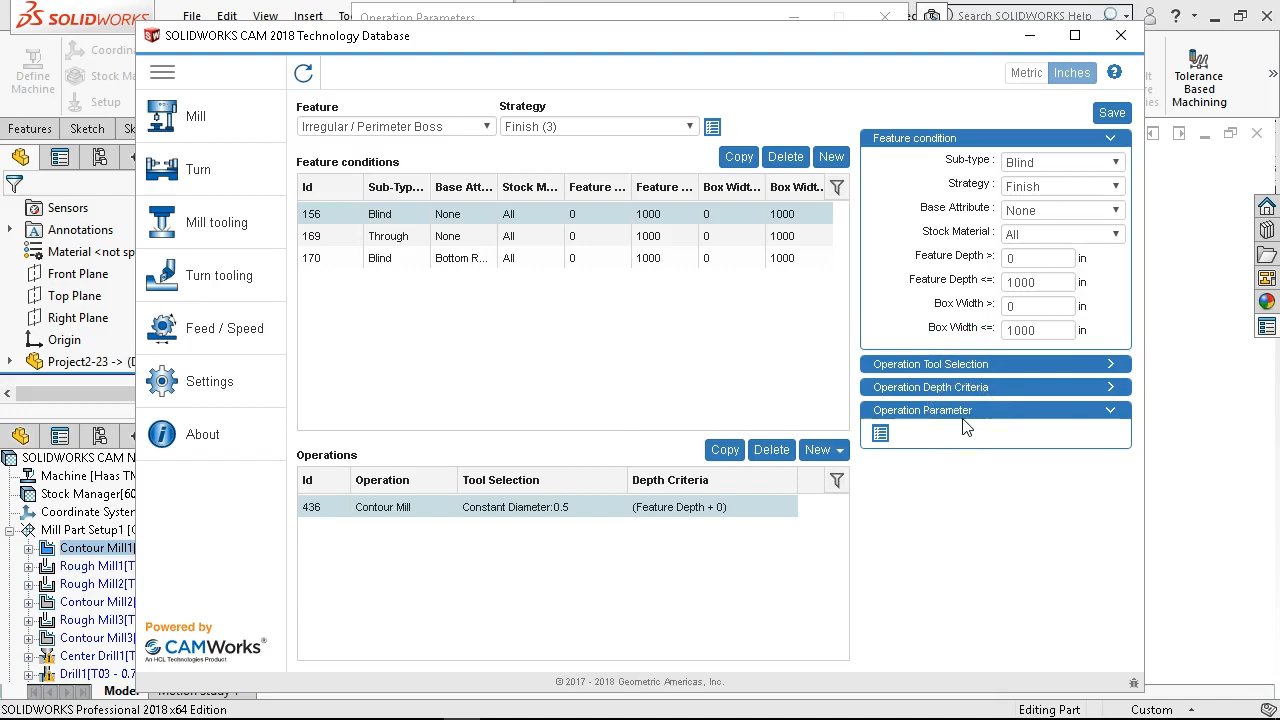 SOLIDWORKS
File
Edit
View
Insert
Operation Parameters
Search SOLIDWORKS Help
Define
Machine
Coordin
Stock M
Setup
Tolerance
Based
Machining
Features
Sketch
Sk
Sensors
Annotations
Material <not sp
Front Plane
Top Plane
Right Plane
Origin
Project2-23 -> (D
SOLIDWORKS CAM N
Machine [Haas TM
Stock Manager[60
Coordinate System
Mill Part Setup1 [
Contour Mill1
Rough Mill1[T
Rough Mill2[T
Contour Mill2
Rough Mill3[T
Contour Mill3
Center Drill1[T
Drill1[T03 - 0.7
Model
Motion Study 1
SOLIDWORKS Professional 2018 x64 Edition
Editing Part
Custom
SOLIDWORKS CAM 2018 Technology Database
Metric
Inches
Mill
Turn
Mill tooling
Turn tooling
Feed / Speed
Settings
About
Powered by
CAMWorks®
An HCL Technologies Product
Feature
Strategy
Irregular / Perimeter Boss
Finish (3)
Feature conditions
Copy
Delete
New
Id Sub-Typ... Base Att... Stock M... Feature ... Feature ... Box Widt... Box Widt..
156 Blind None All 0 1000 0 1000
169 Through None All 0 1000 0 1000
170 Blind Bottom R... All 0 1000 0 1000
Operations
Copy
Delete
New
Id Operation Tool Selection Depth Criteria
436 Contour Mill Constant Diameter:0.5 (Feature Depth + 0)
Save
Feature condition
Sub-type : Blind
Strategy : Finish
Base Attribute : None
Stock Material : All
Feature Depth >: 0 in
Feature Depth <=: 1000 in
Box Width >: 0 in
Box Width <=: 1000 in
Operation Tool Selection
Operation Depth Criteria
Operation Parameter
© 2017 - 2018 Geometric Americas, Inc.